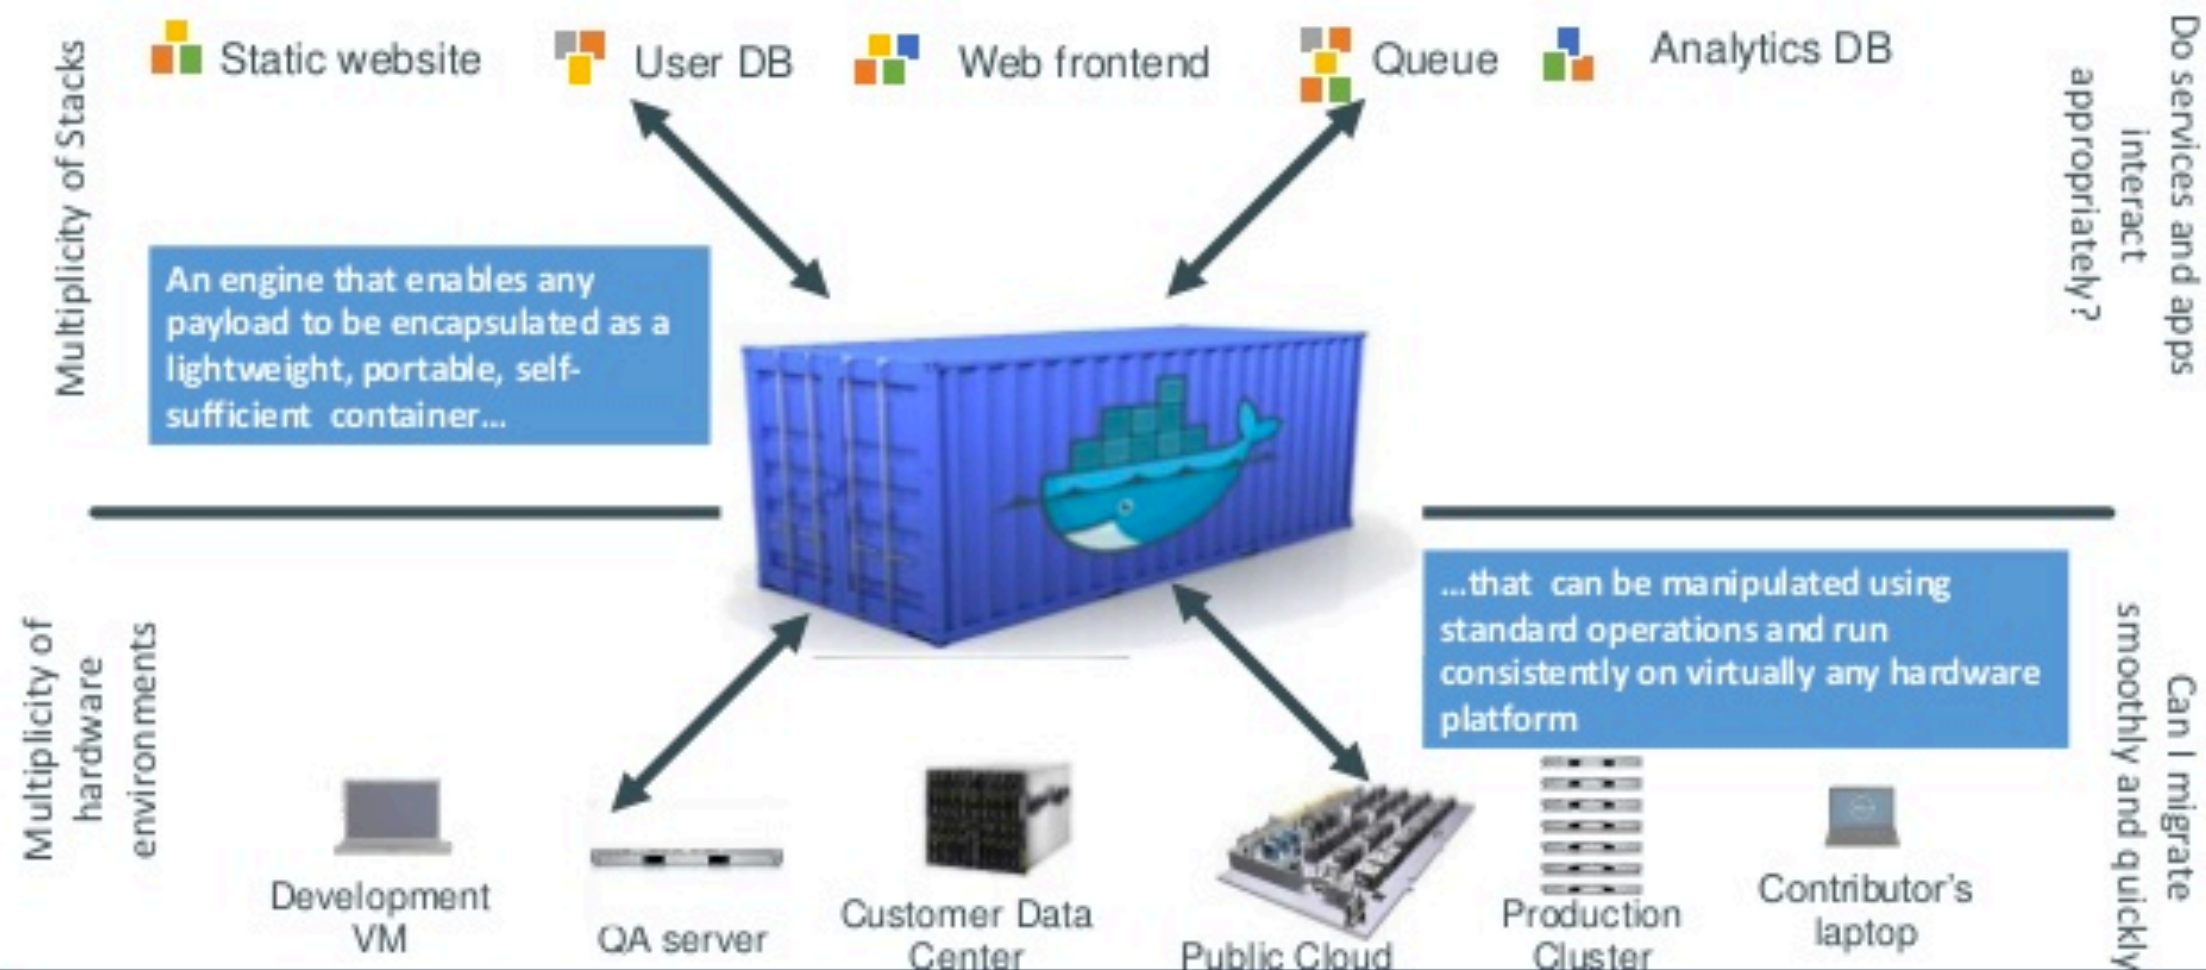 Multiplicity of Stacks
Static website
User DB
Web frontend
Queue
Analytics DB
Do services and apps
interact
appropriately?
An engine that enables any
payload to be encapsulated as a
lightweight, portable, self-
sufficient container...
...that can be manipulated using
standard operations and run
consistently on virtually any hardware
platform
Multiplicity of
hardware
environments
Development
VM
QA server
Customer Data
Center
Public Cloud
Production
Cluster
Contributor's
laptop
Can I migrate
smoothly and quickly